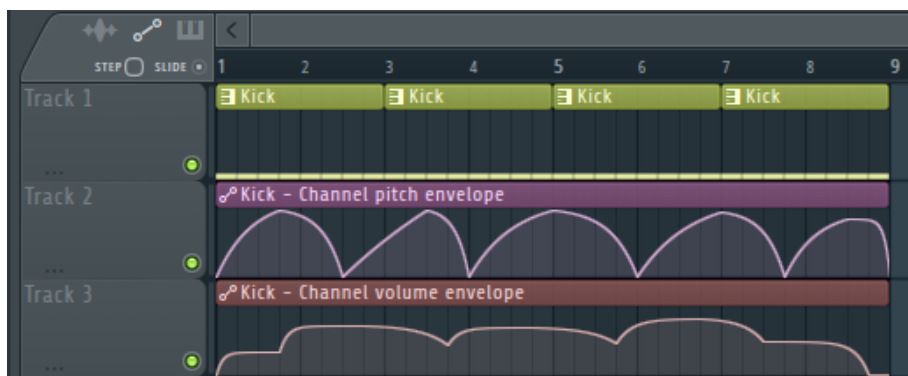 STEP SLIDE 1 2 3 4 5 6 7 8 9
Track 1 Kick Kick Kick Kick
...
Track 2 Kick - Channel pitch envelope
...
Track 3 Kick - Channel volume envelope
...